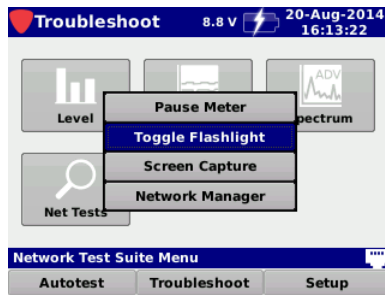 Troubleshoot
8.8 V
20-Aug-2014
16:13:22
Level
ADV
pectrum
Pause Meter
Toggle Flashlight
Screen Capture
Network Manager
Net Tests
Network Test Suite Menu
Autotest
Troubleshoot
Setup